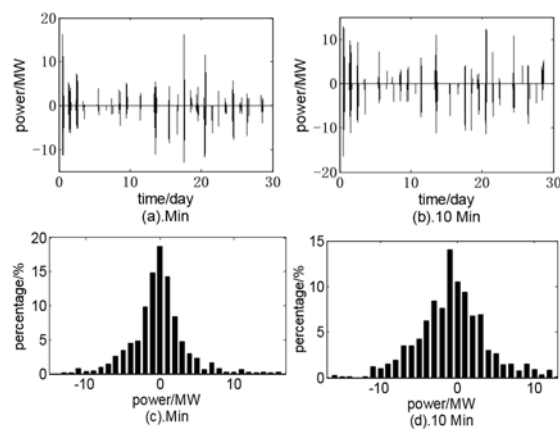 20
10
0
-10
power/MW
0 10 20 30
time/day
(a).Min
20
10
0
-10
-20
power/MW
0 10 20 30
time/day
(b).10 Min
20
15
10
5
0
percentage/%
-10 0 10
power/MW
(c).Min
15
10
5
0
percentage/%
-10 0 10
power/MW
(d).10 Min